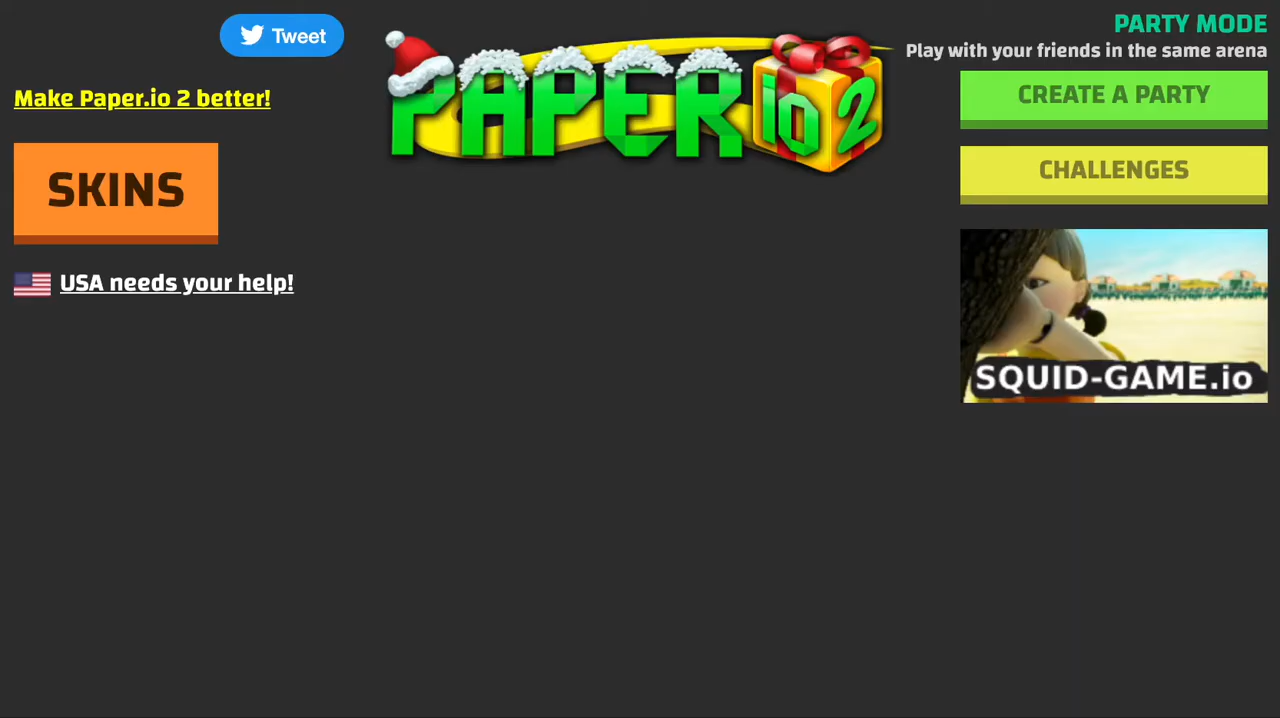 Tweet
Make Paper.io 2 better!
SKINS
USA needs your help!
PAPER io 2
PARTY MODE
Play with your friends in the same arena
CREATE A PARTY
CHALLENGES
SQUID-GAME.io